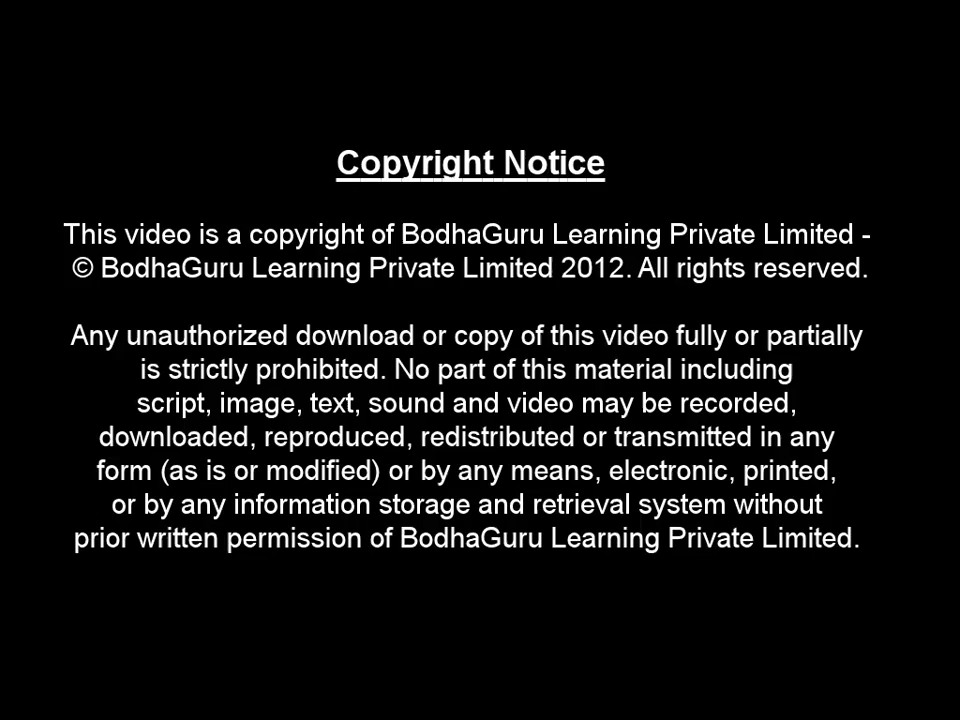 Copyright Notice
This video is a copyright of BodhaGuru Learning Private Limited -
© BodhaGuru Learning Private Limited 2012. All rights reserved.
Any unauthorized download or copy of this video fully or partially
is strictly prohibited. No part of this material including
script, image, text, sound and video may be recorded,
downloaded, reproduced, redistributed or transmitted in any
form (as is or modified) or by any means, electronic, printed,
or by any information storage and retrieval system without
prior written permission of BodhaGuru Learning Private Limited.